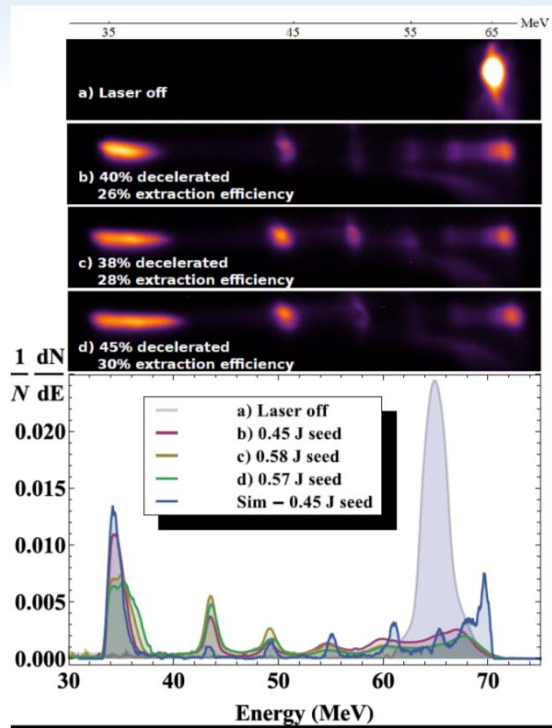 35 45 55 65 MeV
a) Laser off
b) 40% decelerated
26% extraction efficiency
c) 38% decelerated
28% extraction efficiency
d) 45% decelerated
30% extraction efficiency
1 dN
N dE
0.020
0.015
0.010
0.005
0.000
a) Laser off
b) 0.45 J seed
c) 0.58 J seed
d) 0.57 J seed
Sim – 0.45 J seed
30 40 50 60 70
Energy (MeV)